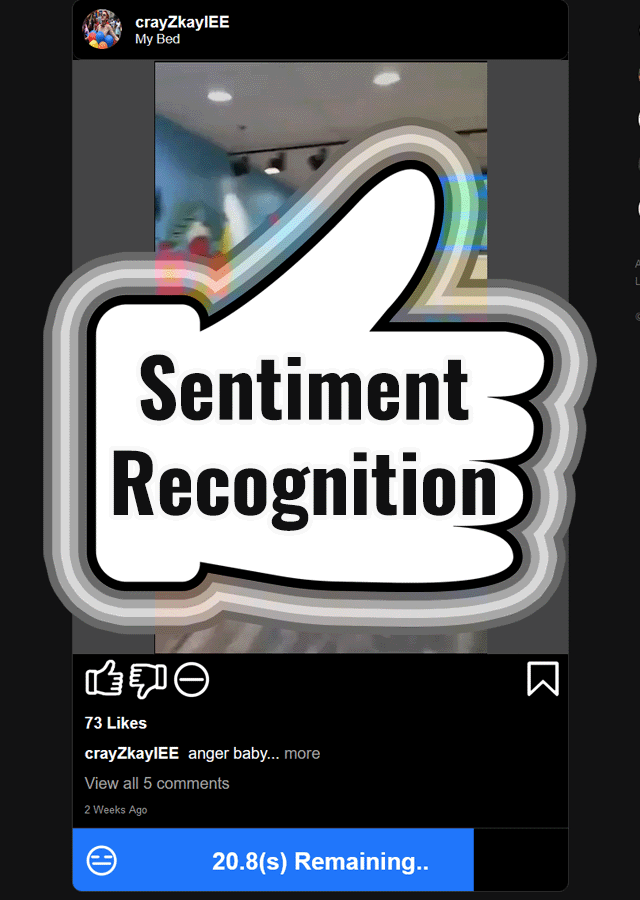 crayZkaylEE
My Bed
Sentiment
Recognition
73 Likes
crayZkaylEE anger baby... more
View all 5 comments
2 Weeks Ago
20.8(s) Remaining..